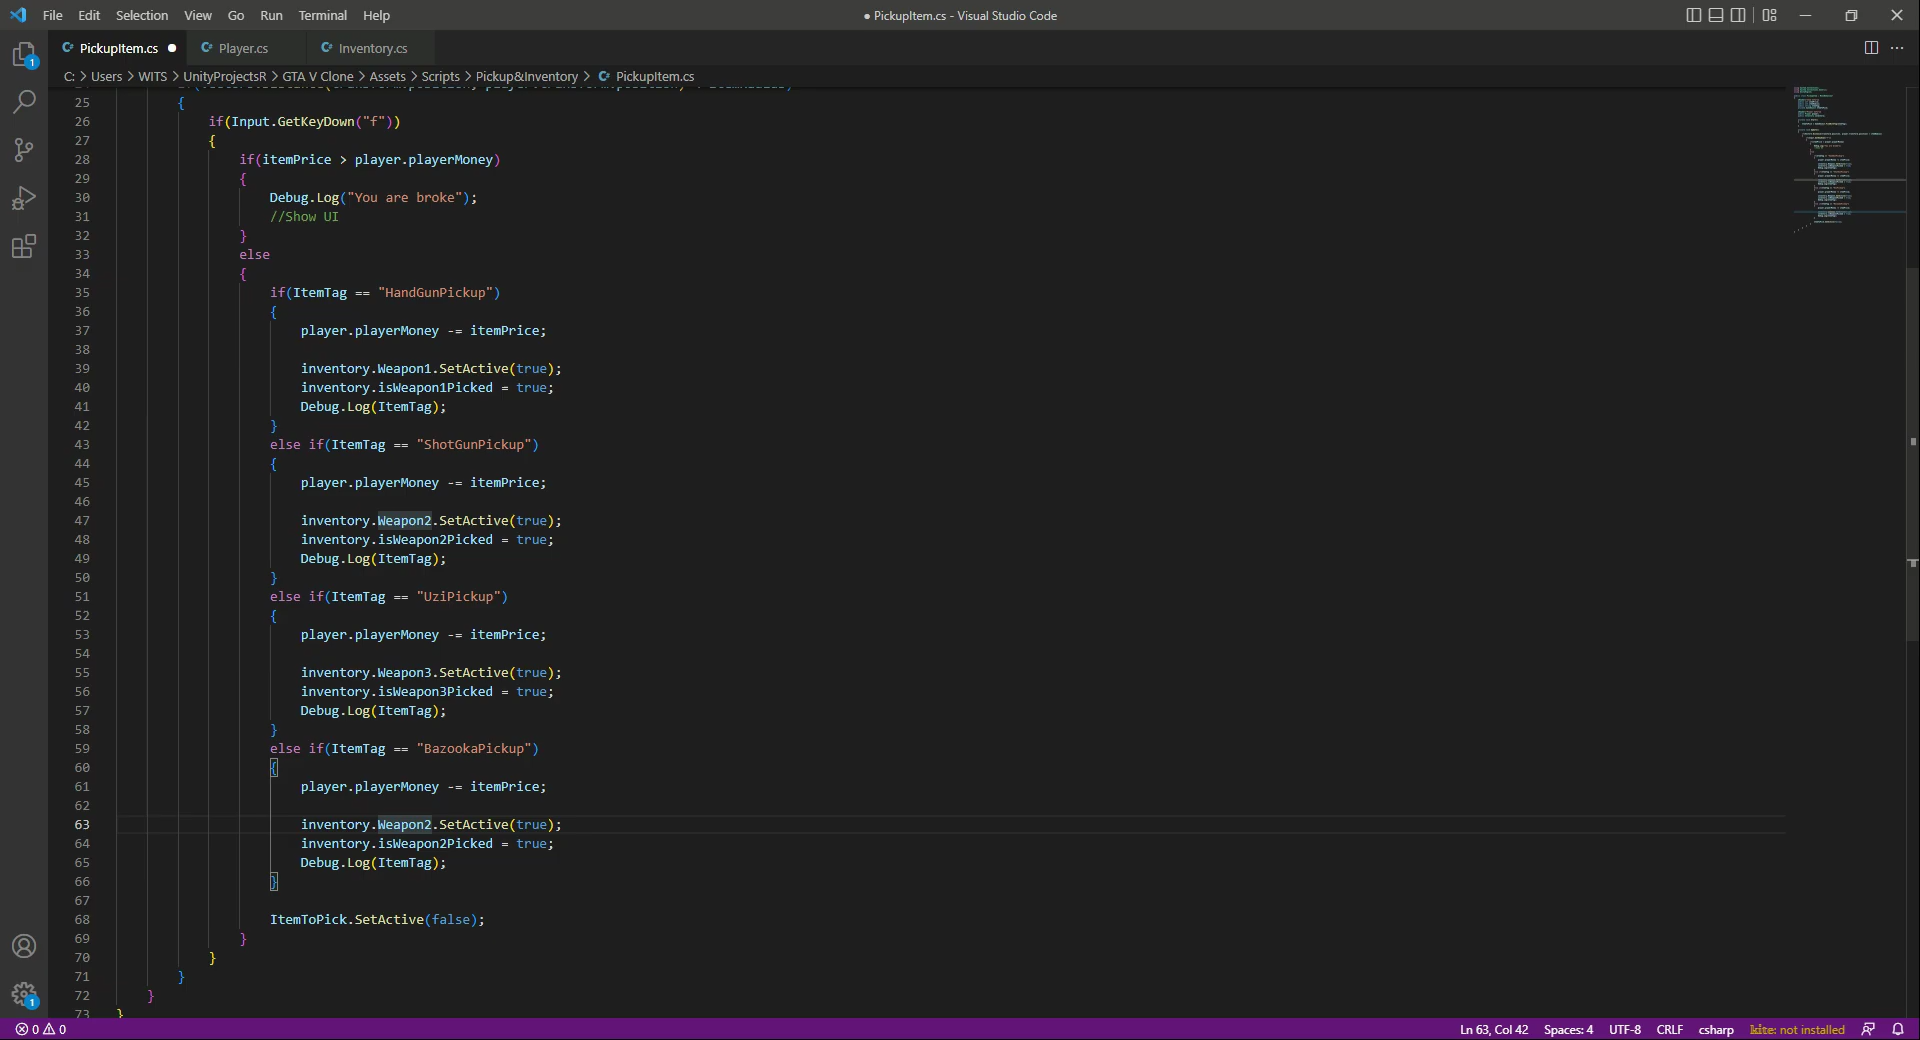 File Edit Selection View Go Run Terminal Help ● PickupItem.cs - Visual Studio Code
PickupItem.cs Player.cs Inventory.cs
C: > Users > WITS > UnityProjectsR > GTA V Clone > Assets > Scripts > Pickup&Inventory > PickupItem.cs
25 {
26 if(Input.GetKeyDown("f"))
27 {
28 if(itemPrice > player.playerMoney)
29 {
30 Debug.Log("You are broke");
31 //Show UI
32 }
33 else
34 {
35 if(ItemTag == "HandGunPickup")
36 {
37 player.playerMoney -= itemPrice;
38
39 inventory.Weapon1.SetActive(true);
40 inventory.isWeapon1Picked = true;
41 Debug.Log(ItemTag);
42 }
43 else if(ItemTag == "ShotGunPickup")
44 {
45 player.playerMoney -= itemPrice;
46
47 inventory.Weapon2.SetActive(true);
48 inventory.isWeapon2Picked = true;
49 Debug.Log(ItemTag);
50 }
51 else if(ItemTag == "UziPickup")
52 {
53 player.playerMoney -= itemPrice;
54
55 inventory.Weapon3.SetActive(true);
56 inventory.isWeapon3Picked = true;
57 Debug.Log(ItemTag);
58 }
59 else if(ItemTag == "BazookaPickup")
60 {
61 player.playerMoney -= itemPrice;
62
63 inventory.Weapon2.SetActive(true);
64 inventory.isWeapon2Picked = true;
65 Debug.Log(ItemTag);
66 }
67
68 ItemToPick.SetActive(false);
69 }
70 }
71 }
72 }
73 }
0 0 Ln 63, Col 42 Spaces: 4 UTF-8 CRLF csharp kite: not installed